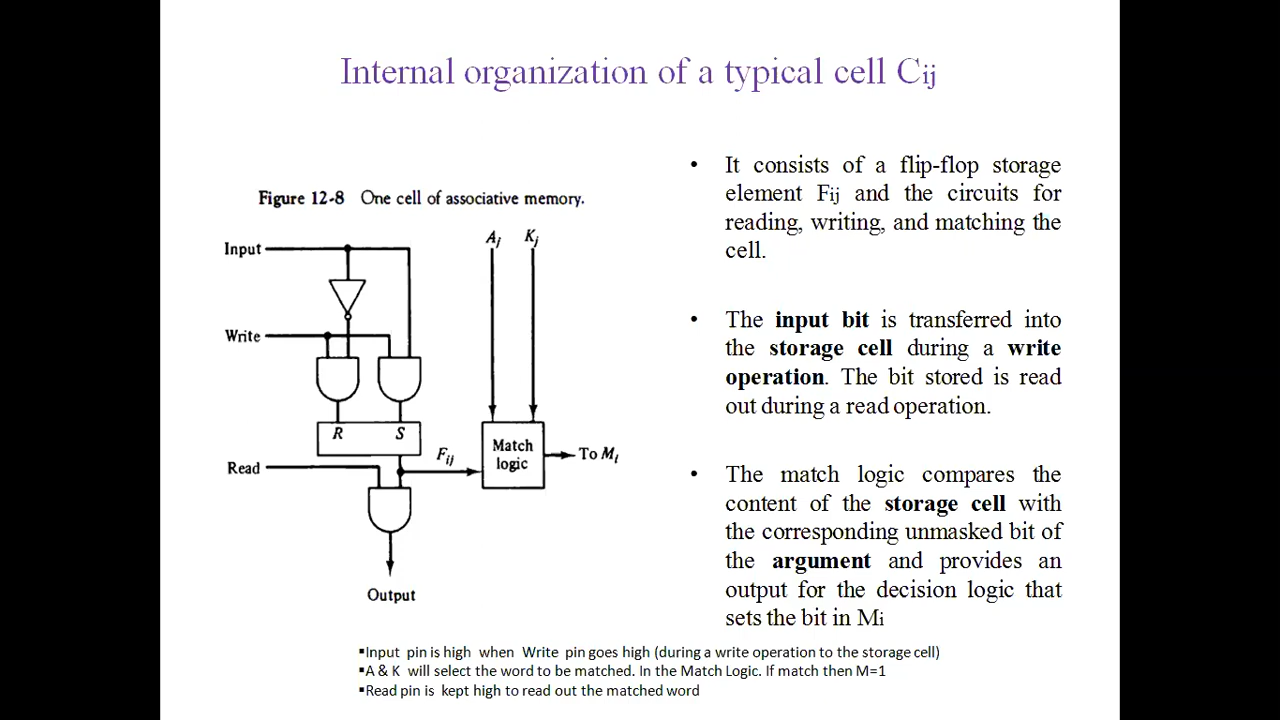 Internal organization of a typical cell Cij
Figure 12-8 One cell of associative memory.
Input
Aj
Kj
Write
R
S
Fij
Match
logic
To Mi
Read
Output
• It consists of a flip-flop storage
element Fij and the circuits for
reading, writing, and matching the
cell.
• The input bit is transferred into
the storage cell during a write
operation. The bit stored is read
out during a read operation.
• The match logic compares the
content of the storage cell with
the corresponding unmasked bit of
the argument and provides an
output for the decision logic that
sets the bit in Mi
▪Input pin is high when Write pin goes high (during a write operation to the storage cell)
▪A & K will select the word to be matched. In the Match Logic. If match then M=1
▪Read pin is kept high to read out the matched word